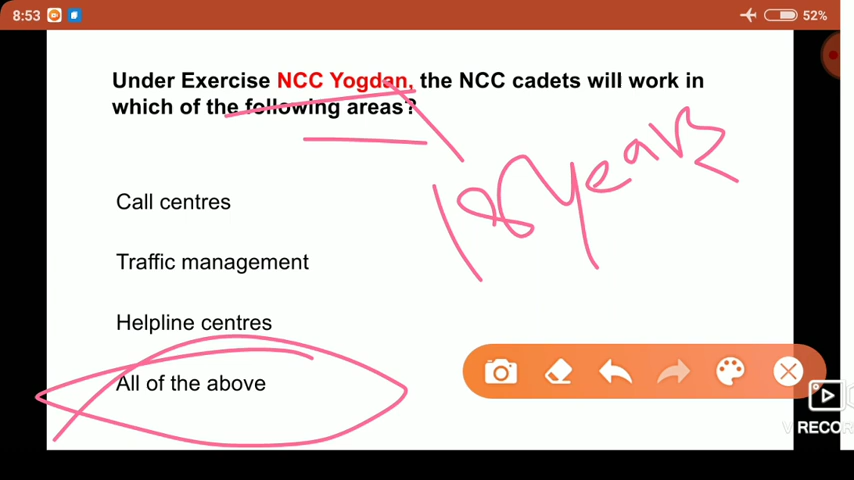 8:53
52%
Under Exercise NCC Yogdan, the NCC cadets will work in
which of the following areas?
18 years
Call centres
Traffic management
Helpline centres
All of the above
V RECOR